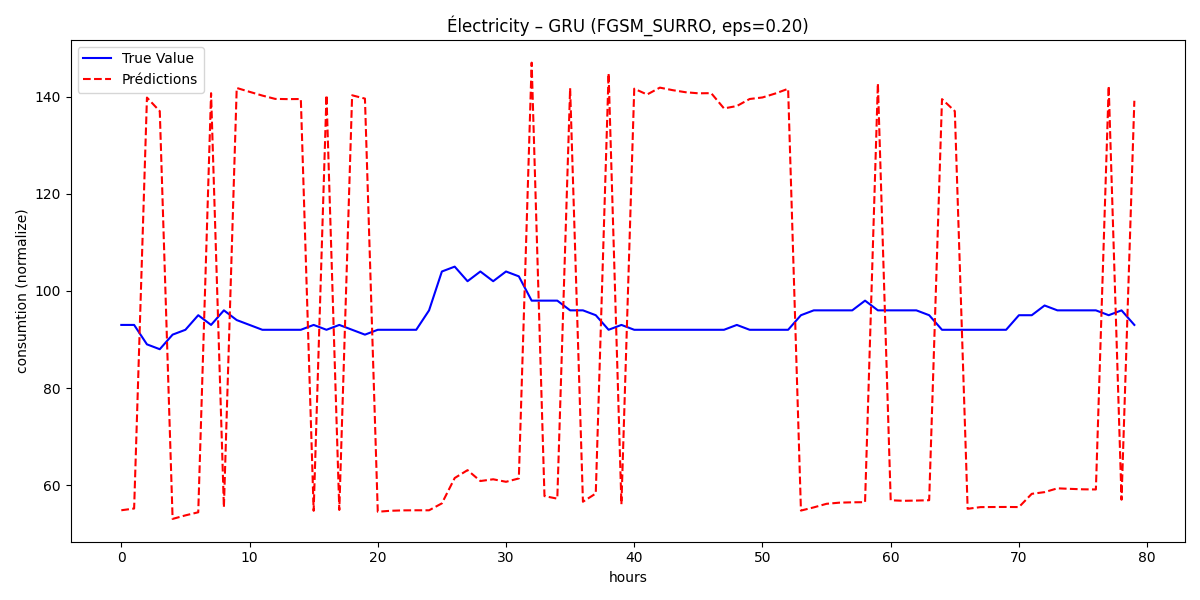 Électricity – GRU (FGSM_SURRO, eps=0.20)
True Value
Prédictions
consumtion (normalize)
140
120
100
80
60
0 10 20 30 40 50 60 70 80
hours